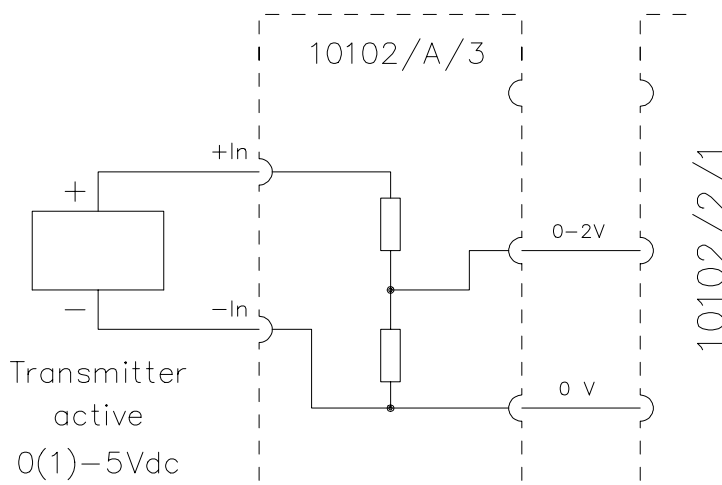 10102/A/3
+In
+
0-2V
10102/2/1
-
-In
0 V
Transmitter
active
0(1)-5Vdc